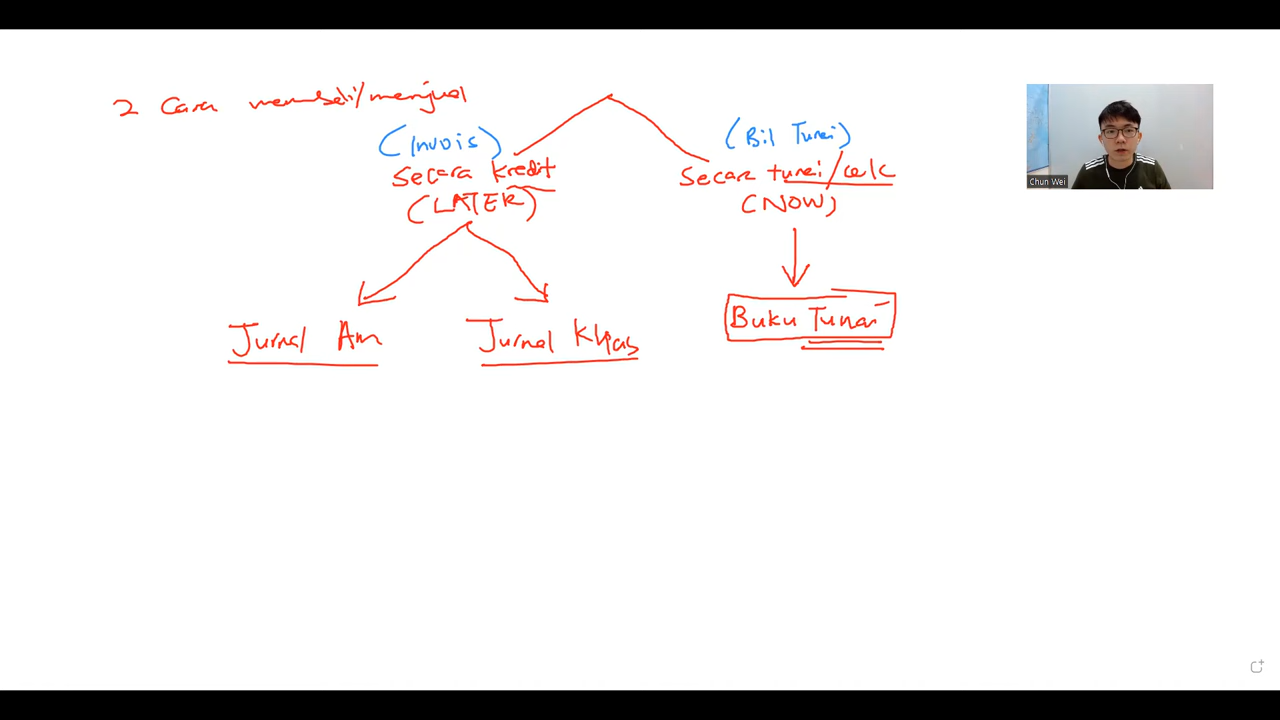 2 Cara membeli/menjual
(Invois)
Secara kredit
(LATER)
(Bil Tunai)
Secara tunai/cek
(NOW)
Jurnal Am
Jurnal Khas
Buku Tunai
Chun Wei